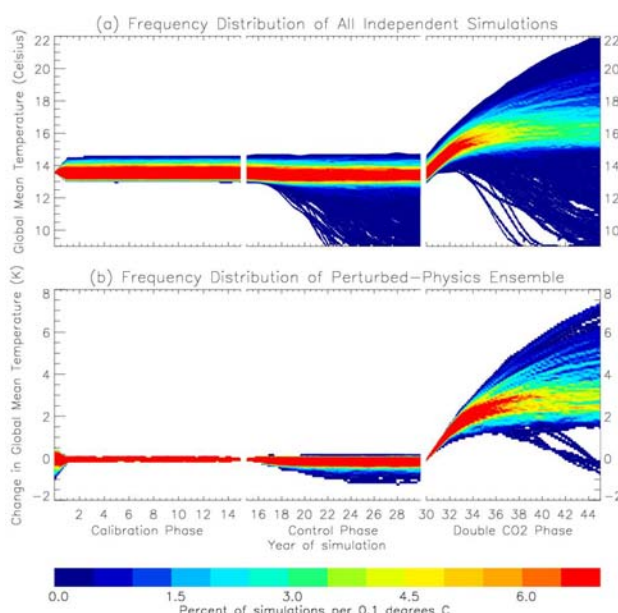 (a) Frequency Distribution of All Independent Simulations
Global Mean Temperature (Celsius)
22
20
18
16
14
12
10
22
20
18
16
14
12
10
(b) Frequency Distribution of Perturbed-Physics Ensemble
Change in Global Mean Temperature (K)
8
6
4
2
0
-2
8
6
4
2
0
-2
2 4 6 8 10 12 14 16 18 20 22 24 26 28 30 32 34 36 38 40 42 44
Calibration Phase Control Phase Double CO2 Phase
Year of simulation
0.0 1.5 3.0 4.5 6.0
Percent of simulations per 0.1 degrees C